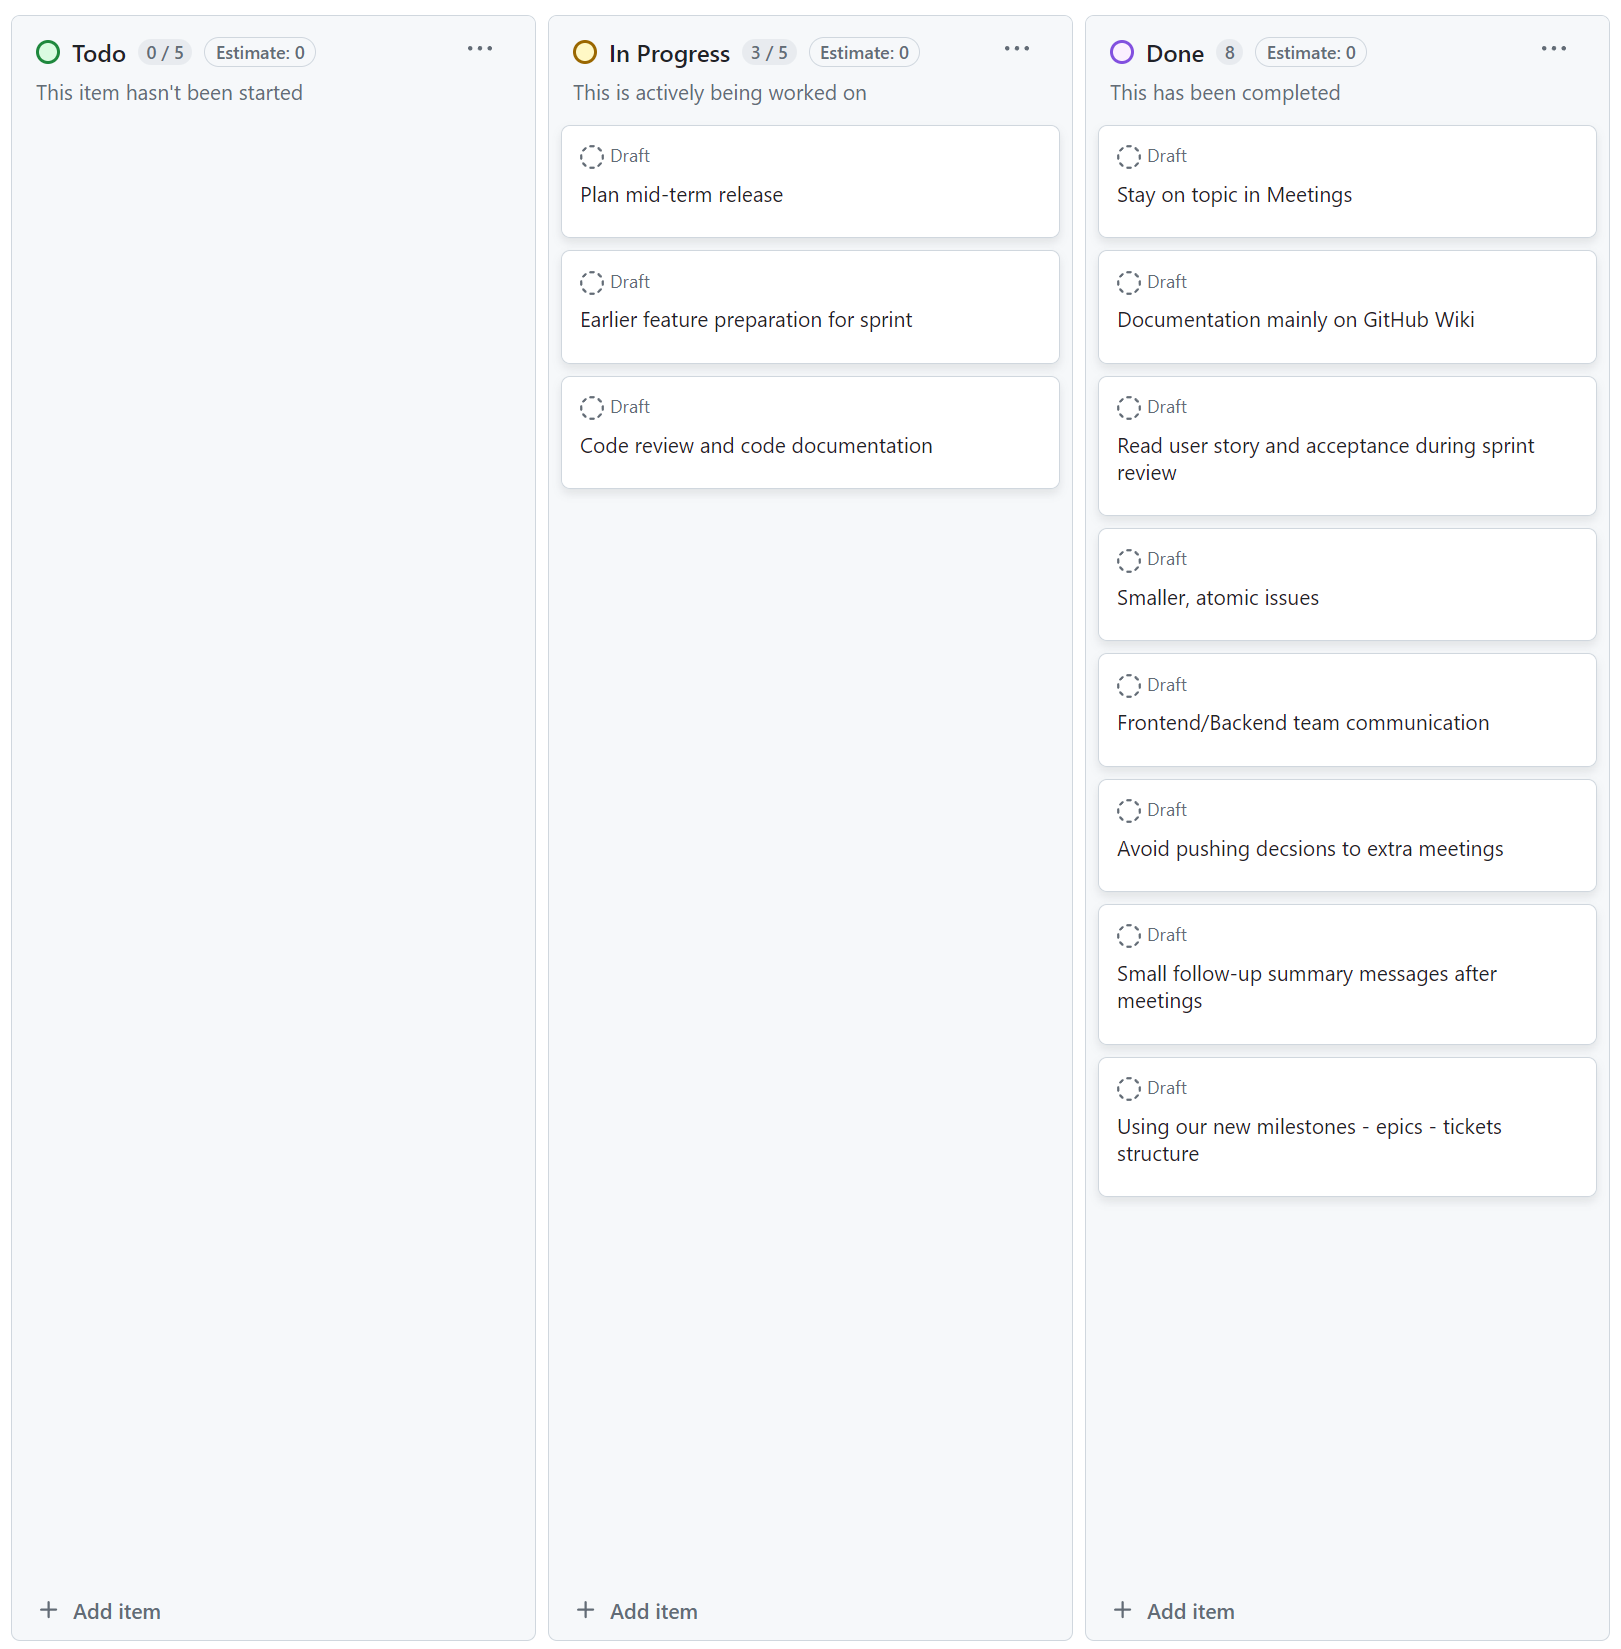 Todo 0 / 5 Estimate: 0
This item hasn't been started
Add item
In Progress 3 / 5 Estimate: 0
This is actively being worked on
Draft
Plan mid-term release
Draft
Earlier feature preparation for sprint
Draft
Code review and code documentation
Add item
Done 8 Estimate: 0
This has been completed
Draft
Stay on topic in Meetings
Draft
Documentation mainly on GitHub Wiki
Draft
Read user story and acceptance during sprint
review
Draft
Smaller, atomic issues
Draft
Frontend/Backend team communication
Draft
Avoid pushing decsions to extra meetings
Draft
Small follow-up summary messages after
meetings
Draft
Using our new milestones - epics - tickets
structure
Add item